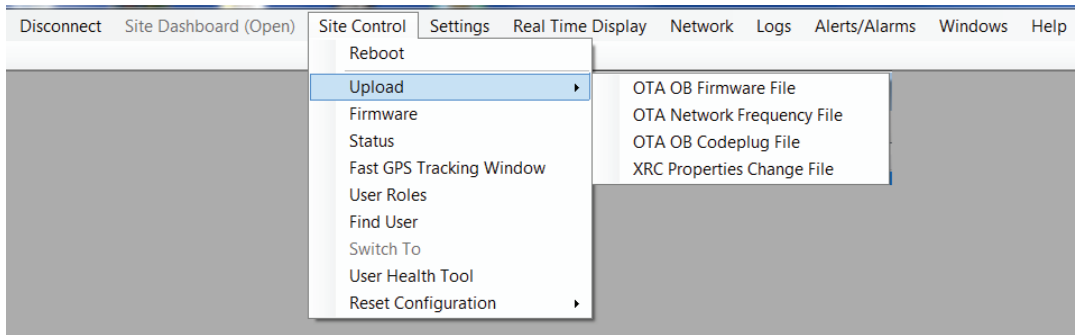 Disconnect Site Dashboard (Open) Site Control Settings Real Time Display Network Logs Alerts/Alarms Windows Help
Reboot
Upload
OTA OB Firmware File
Firmware
OTA Network Frequency File
Status
OTA OB Codeplug File
Fast GPS Tracking Window
XRC Properties Change File
User Roles
Find User
Switch To
User Health Tool
Reset Configuration